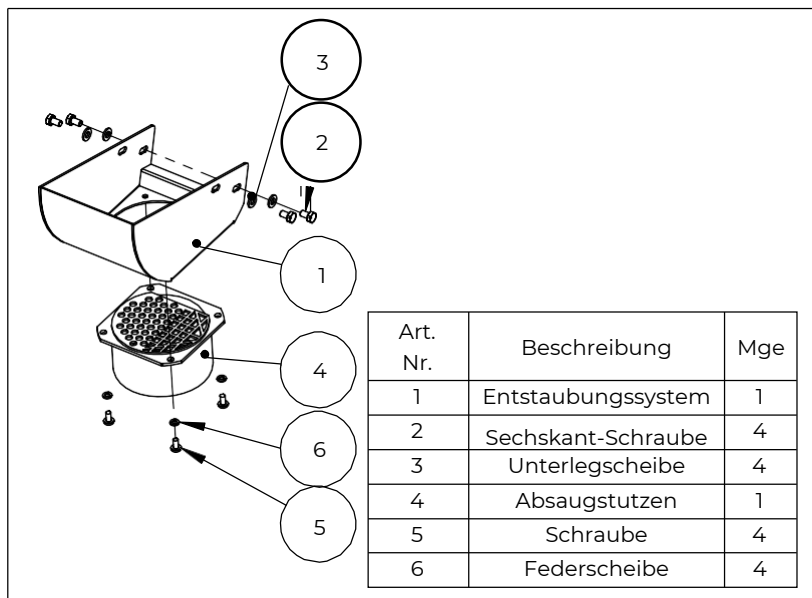 3
2
1
4
6
5
Art. Nr. Beschreibung Mge
1 Entstaubungssystem 1
2 Sechskant-Schraube 4
3 Unterlegscheibe 4
4 Absaugstutzen 1
5 Schraube 4
6 Federscheibe 4